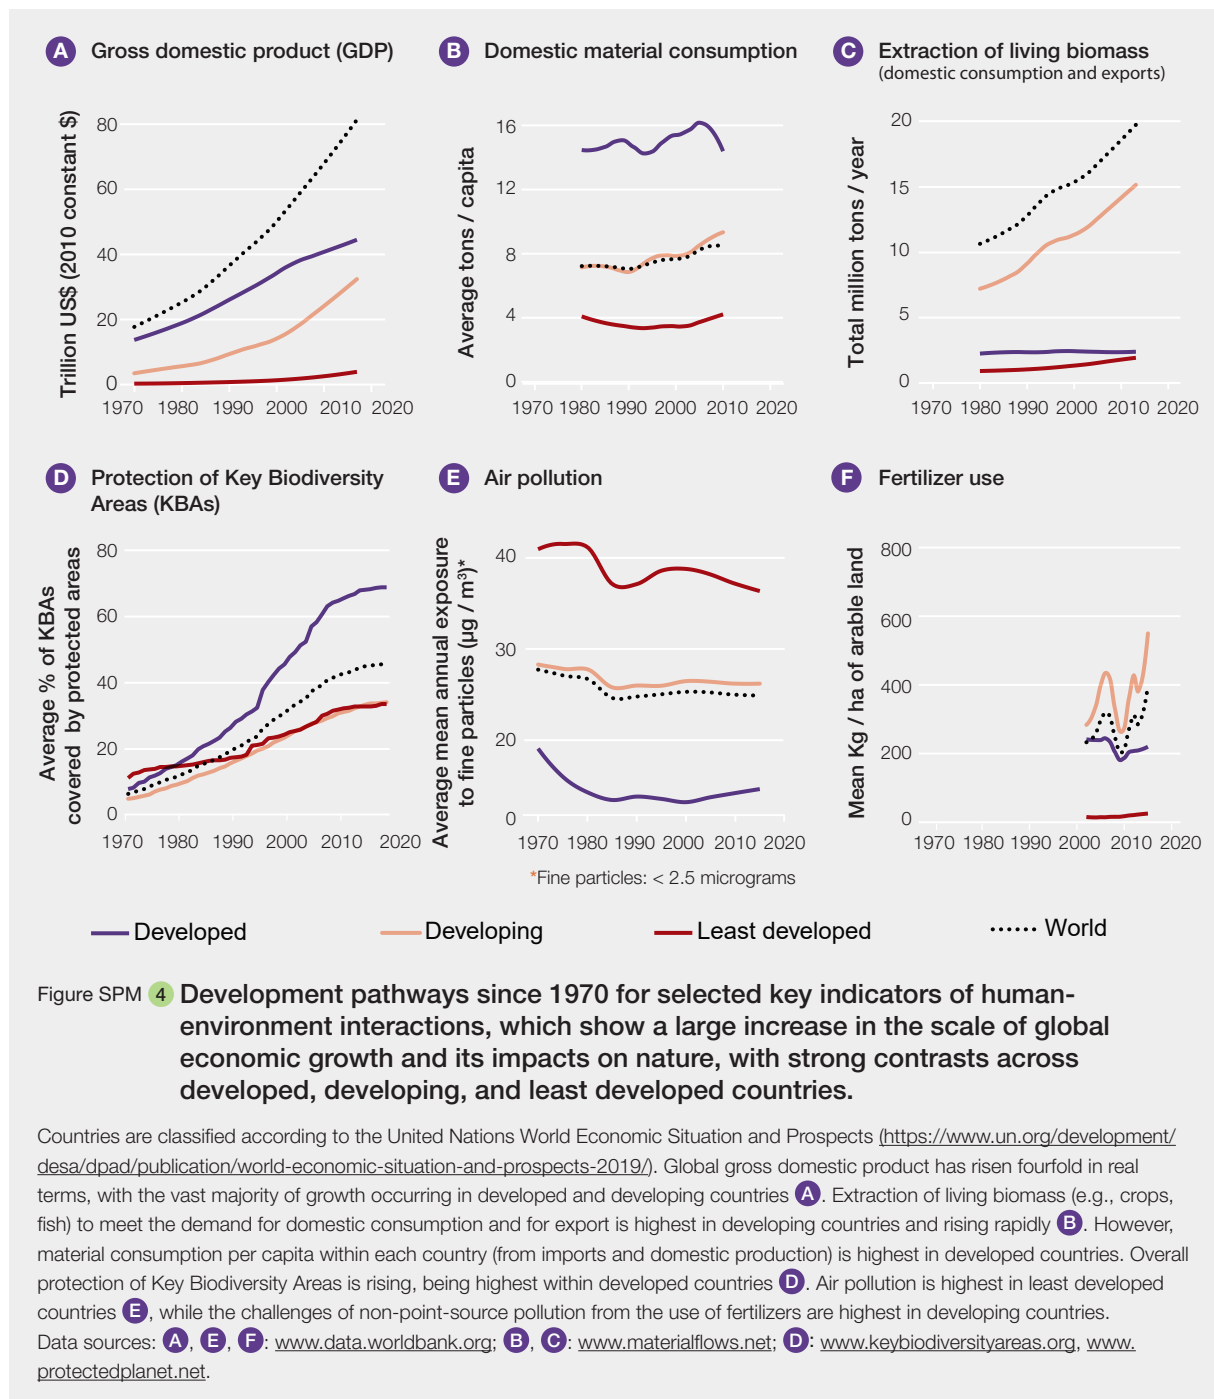 A Gross domestic product (GDP)
Trillion US$ (2010 constant $)
80
60
40
20
0
1970 1980 1990 2000 2020
B Domestic material consumption
Average tons / capita
16
12
8
4
0
1970 1980 1990 2000 2010 2020
C Extraction of living biomass
(domestic consumption and exports)
Total million tons / year
20
15
10
5
0
1970 1980 1990 2000 2010 2020
D Protection of Key Biodiversity
Areas (KBAs)
Average % of KBAs
covered by protected areas
80
60
40
20
0
1970 1980 1990 2000 2010 2020
E Air pollution
Average mean annual exposure
to fine particles (µg / m³)*
40
30
20
0
1970 1980 1990 2000 2010 2020
*Fine particles: < 2.5 micrograms
F Fertilizer use
Mean Kg / ha of arable land
800
600
400
200
0
1970 1980 1990 2000 2010 2020
Developed
Developing
Least developed
World
Figure SPM 4 Development pathways since 1970 for selected key indicators of human-
environment interactions, which show a large increase in the scale of global
economic growth and its impacts on nature, with strong contrasts across
developed, developing, and least developed countries.
Countries are classified according to the United Nations World Economic Situation and Prospects (https://www.un.org/development/
desa/dpad/publication/world-economic-situation-and-prospects-2019/). Global gross domestic product has risen fourfold in real
terms, with the vast majority of growth occurring in developed and developing countries A. Extraction of living biomass (e.g., crops,
fish) to meet the demand for domestic consumption and for export is highest in developing countries and rising rapidly B. However,
material consumption per capita within each country (from imports and domestic production) is highest in developed countries. Overall
protection of Key Biodiversity Areas is rising, being highest within developed countries D. Air pollution is highest in least developed
countries E, while the challenges of non-point-source pollution from the use of fertilizers are highest in developing countries.
Data sources: A, E, F: www.data.worldbank.org; B, C: www.materialflows.net; D: www.keybiodiversityareas.org, www.
protectedplanet.net.